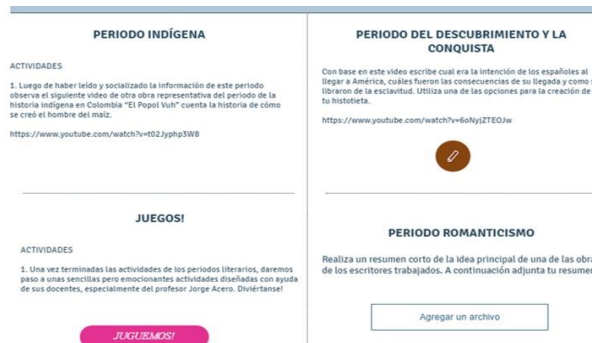 PERIODO INDÍGENA
ACTIVIDADES
1. Luego de haber leído y socializado la información de este periodo
observa el siguiente video de otra obra representativa del periodo de la
historia indígena en Colombia “El Popol Vuh” cuenta la historia de cómo
se creó el hombre del maíz.
https://www.youtube.com/watch?v=t02Jyphp3W8
PERIODO DEL DESCUBRIMIENTO Y LA
CONQUISTA
Con base en este video escribe cual era la intención de los españoles al
llegar a América, cuáles fueron las consecuencias de su llegada y como s
libraron de la esclavitud. Utiliza una de las opciones para la creación de
tu histotieta.
https://www.youtube.com/watch?v=6oNyjZTEOJw
JUEGOS!
ACTIVIDADES
1. Una vez terminadas las actividades de los periodos literarios, daremos
paso a unas sencillas pero emocionantes actividades diseñadas con ayuda
de sus docentes, especialmente del profesor Jorge Acero. Diviértanse!
JUGUEMOS!
PERIODO ROMANTICISMO
Realiza un resumen corto de la idea principal de una de las obra
de los escritores trabajados. A continuación adjunta tu resumen
Agregar un archivo